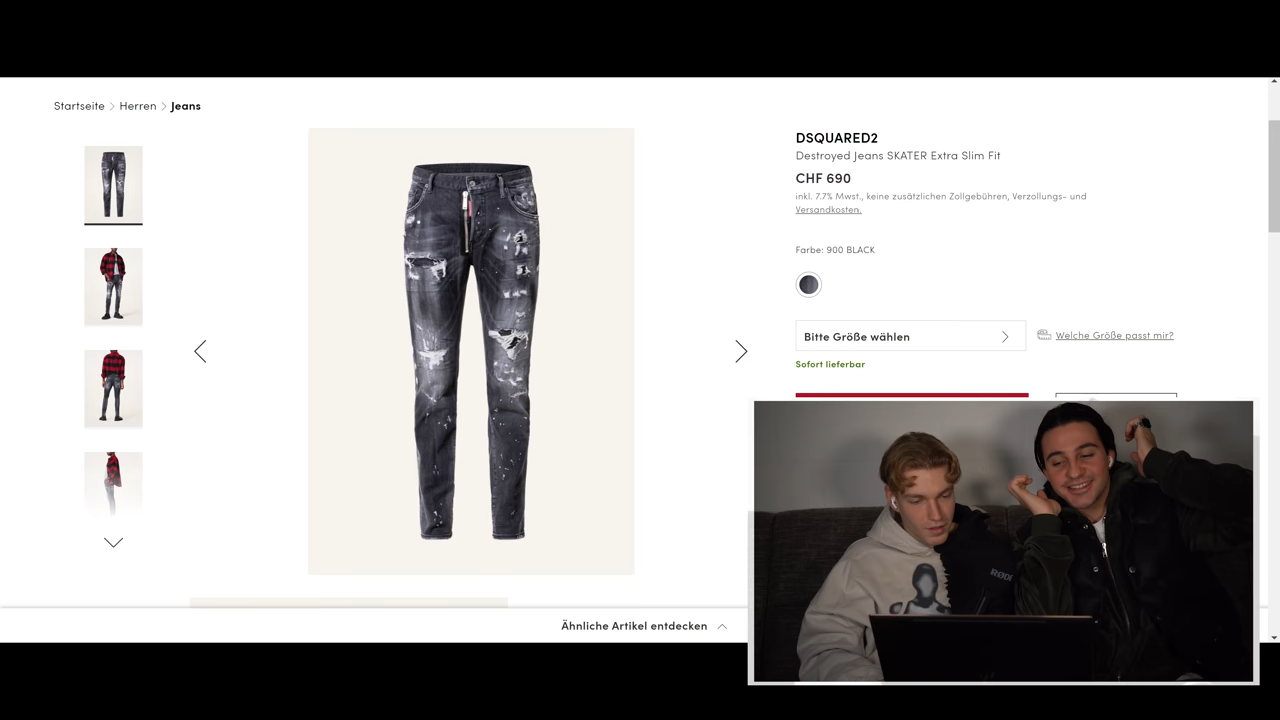 Startseite > Herren > Jeans
DSQUARED2
Destroyed Jeans SKATER Extra Slim Fit
CHF 690
inkl. 7.7% Mwst., keine zusätzlichen Zollgebühren, Verzollungs- und
Versandkosten.
Farbe: 900 BLACK
Bitte Größe wählen
Welche Größe passt mir?
Sofort lieferbar
RØDE
Ähnliche Artikel entdecken